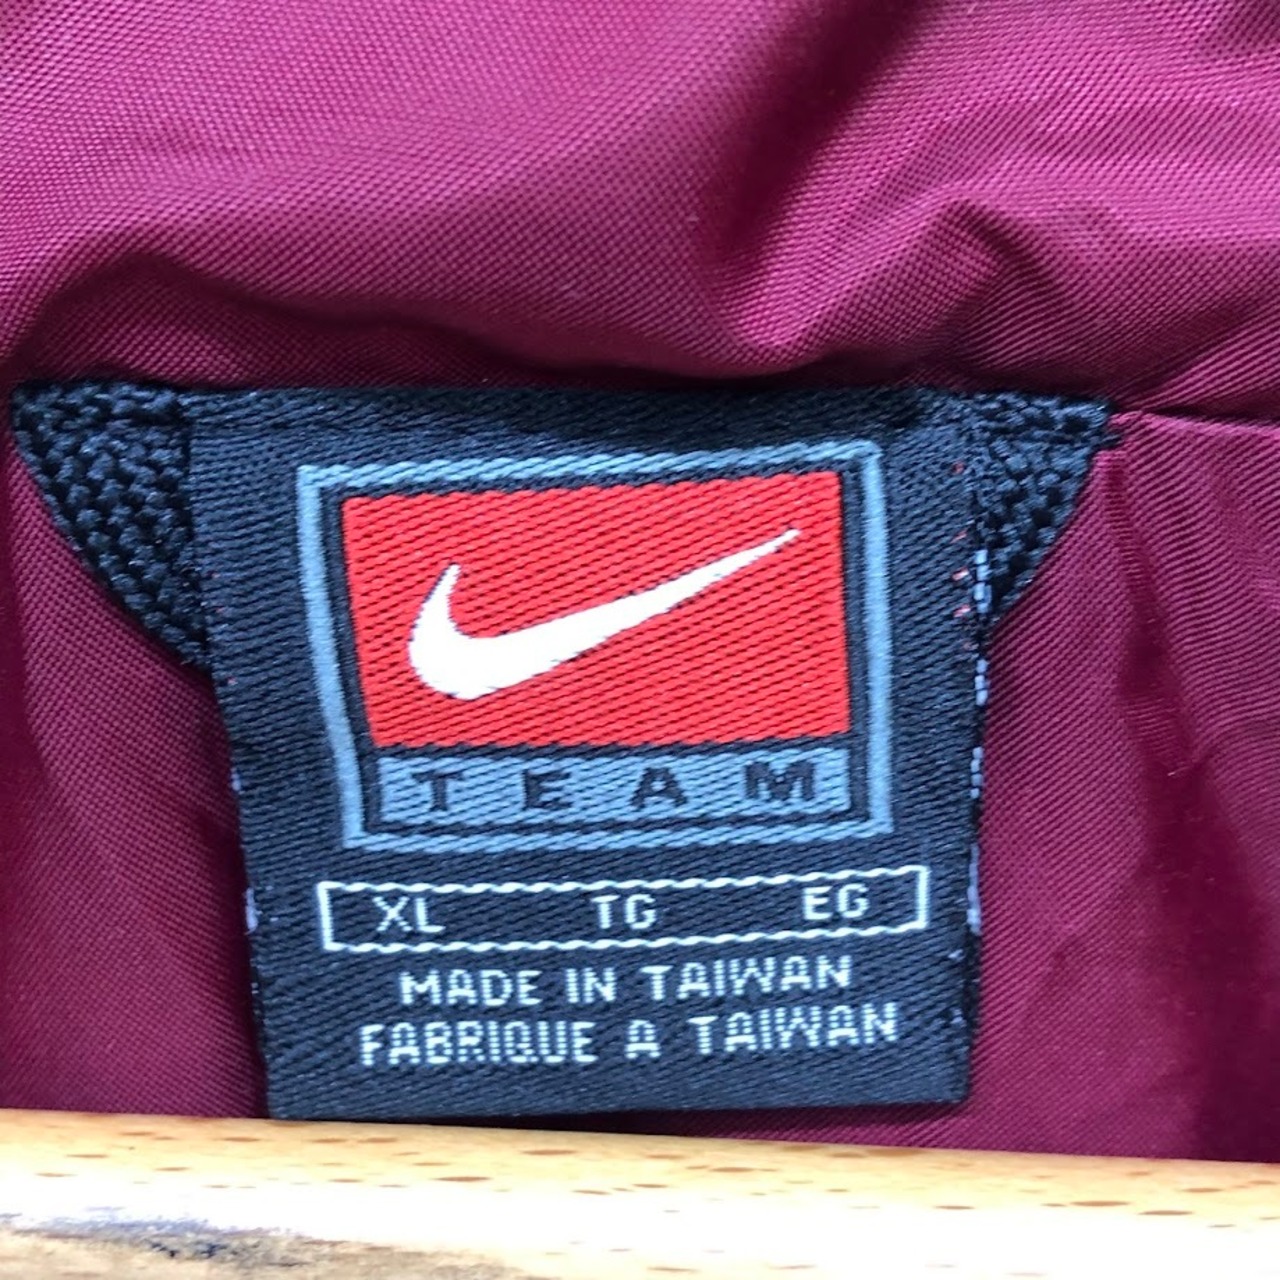 TEAM
XL TG EG
MADE IN TAIWAN
FABRIQUE A TAIWAN